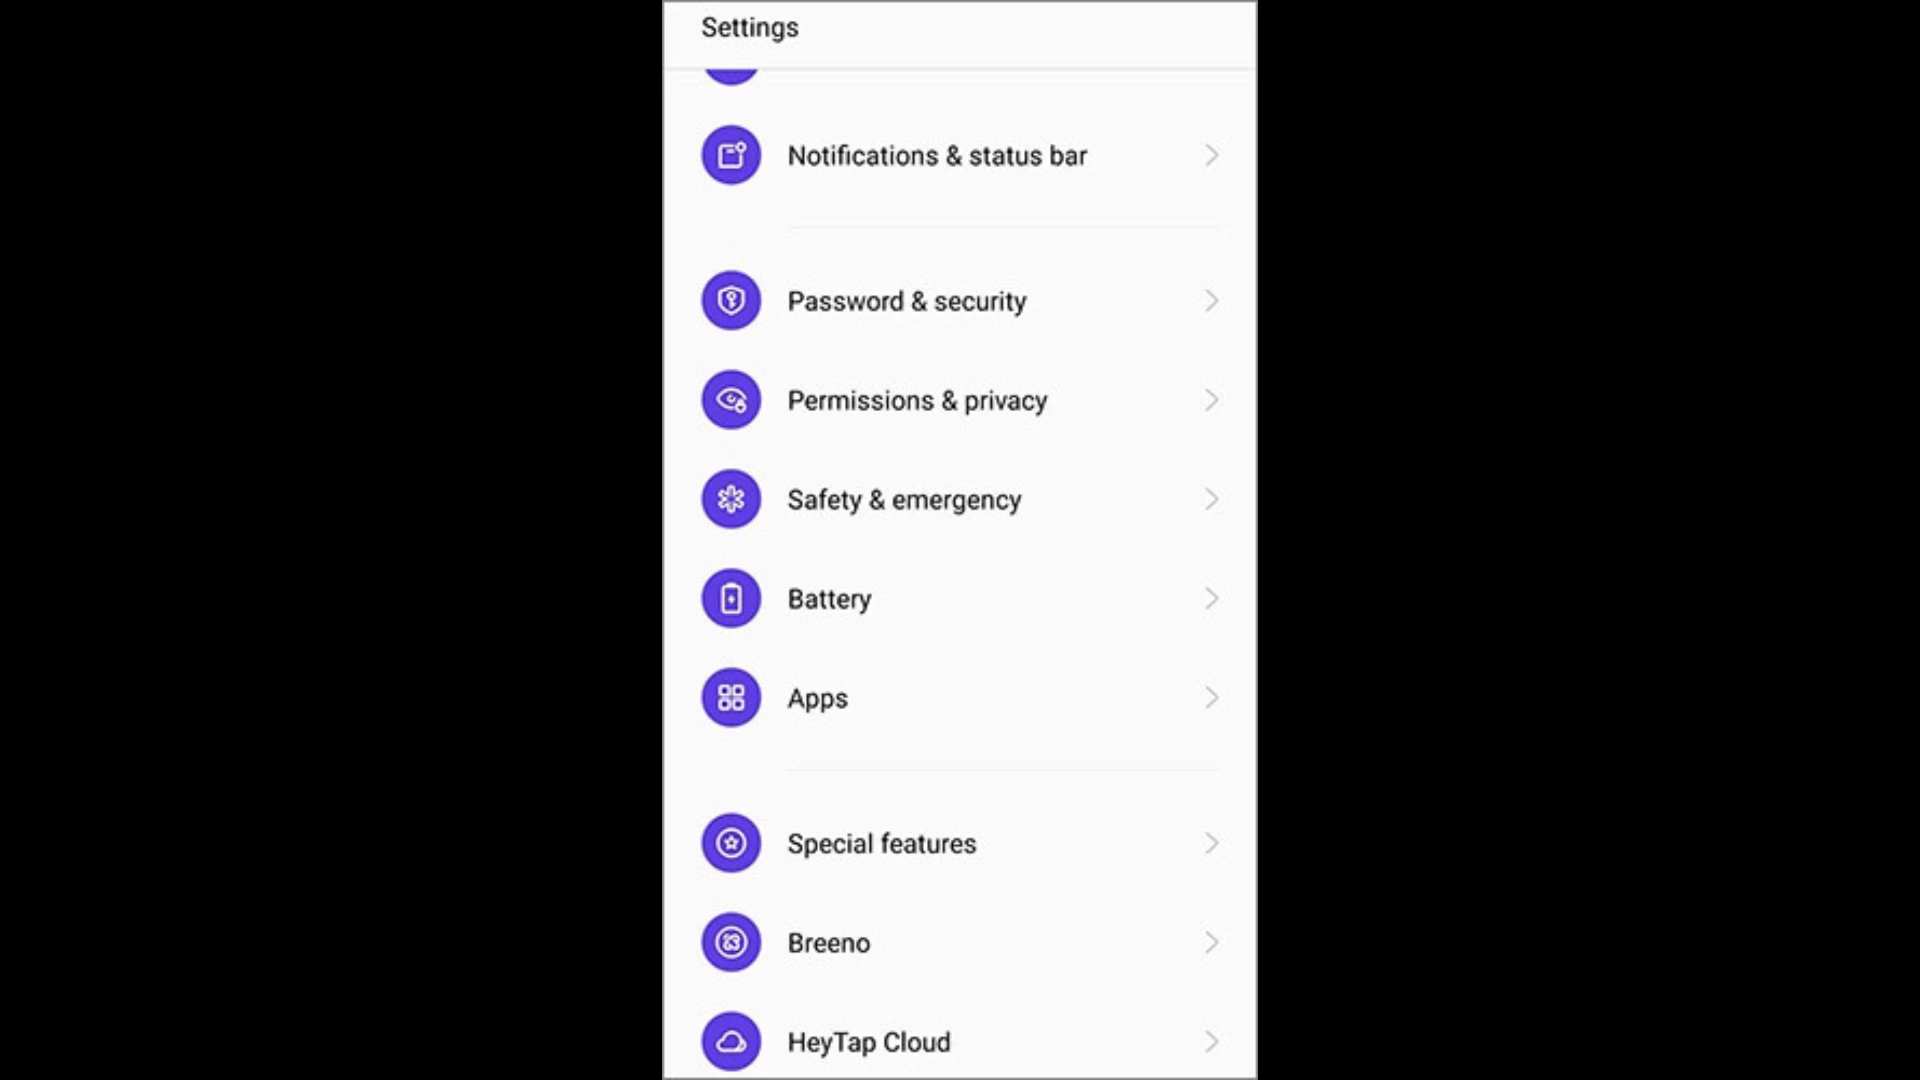 Settings
Notifications & status bar
Password & security
Permissions & privacy
Safety & emergency
Battery
Apps
Special features
Breeno
HeyTap Cloud